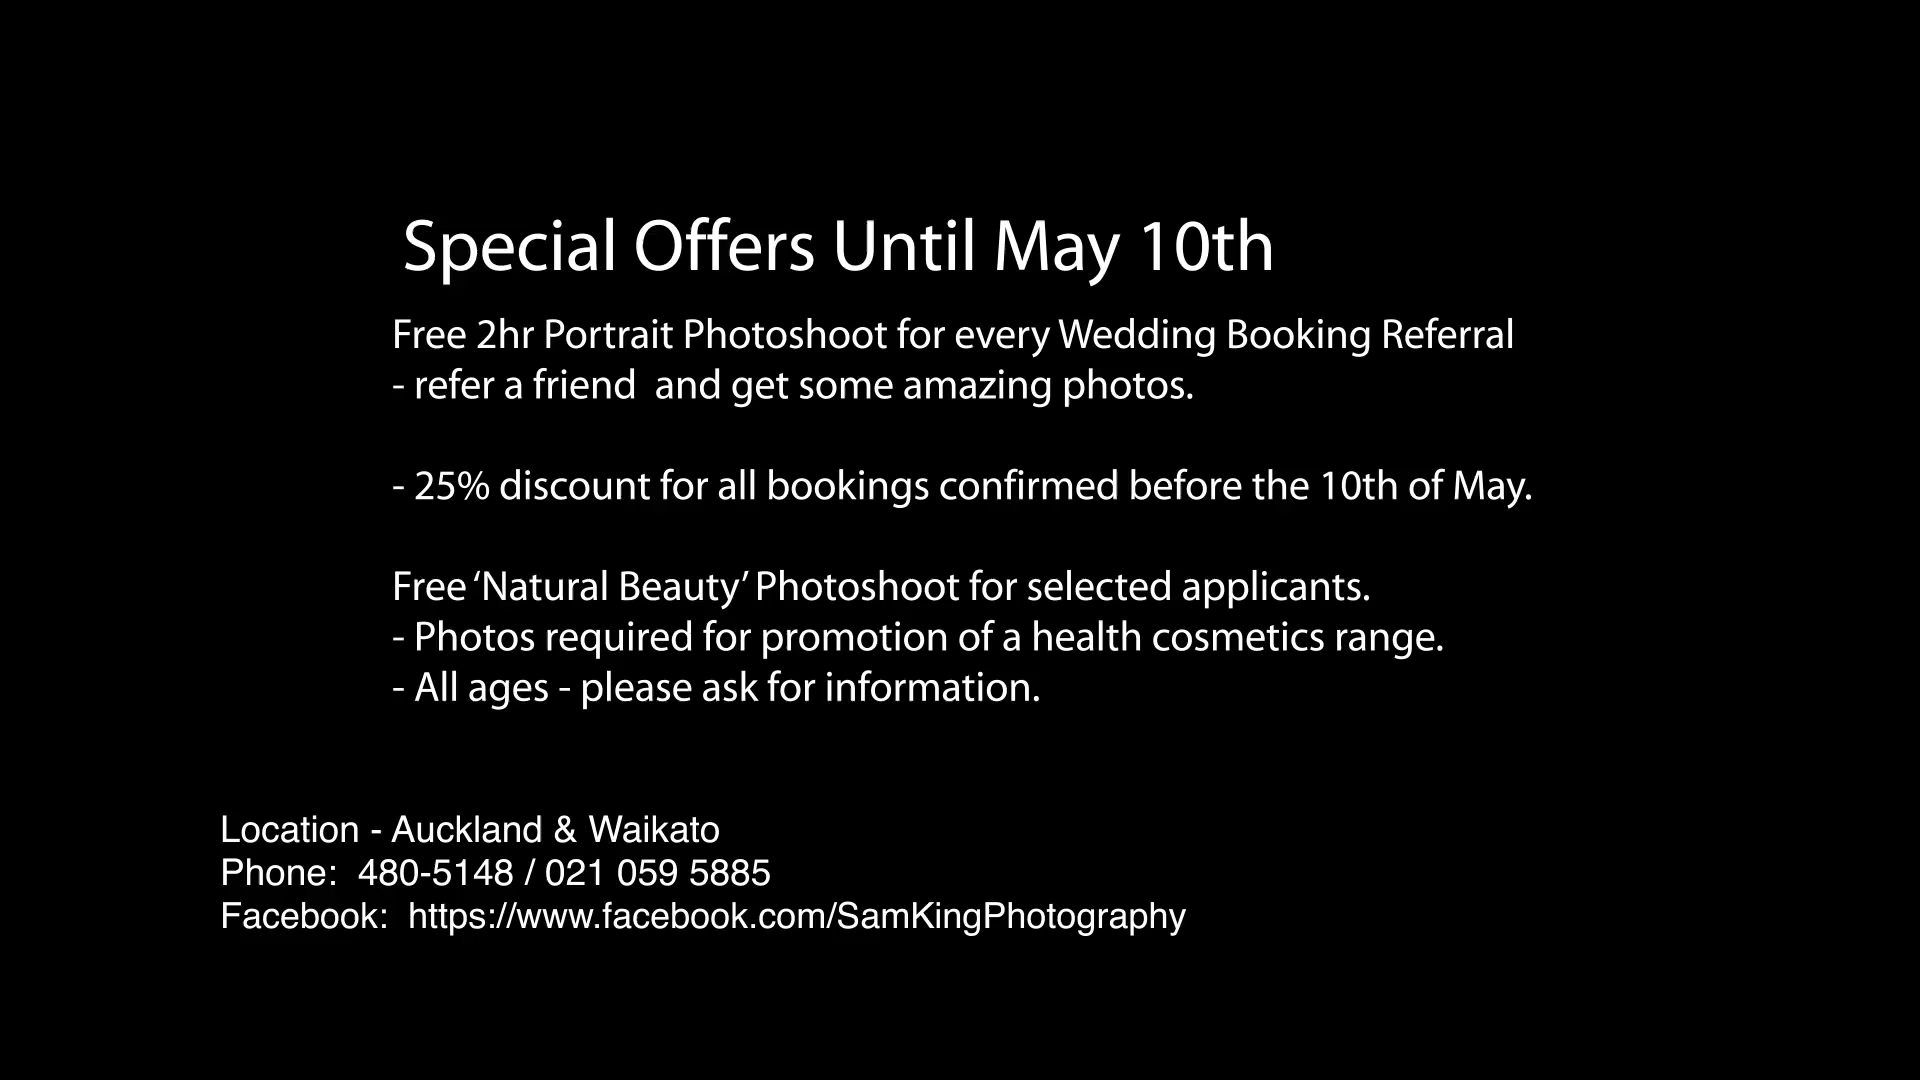 Special Offers Until May 10th
Free 2hr Portrait Photoshoot for every Wedding Booking Referral
- refer a friend  and get some amazing photos.
- 25% discount for all bookings confirmed before the 10th of May.
Free ‘Natural Beauty’ Photoshoot for selected applicants.
- Photos required for promotion of a health cosmetics range.
- All ages - please ask for information.
Location - Auckland & Waikato
Phone:  480-5148 / 021 059 5885
Facebook:  https://www.facebook.com/SamKingPhotography